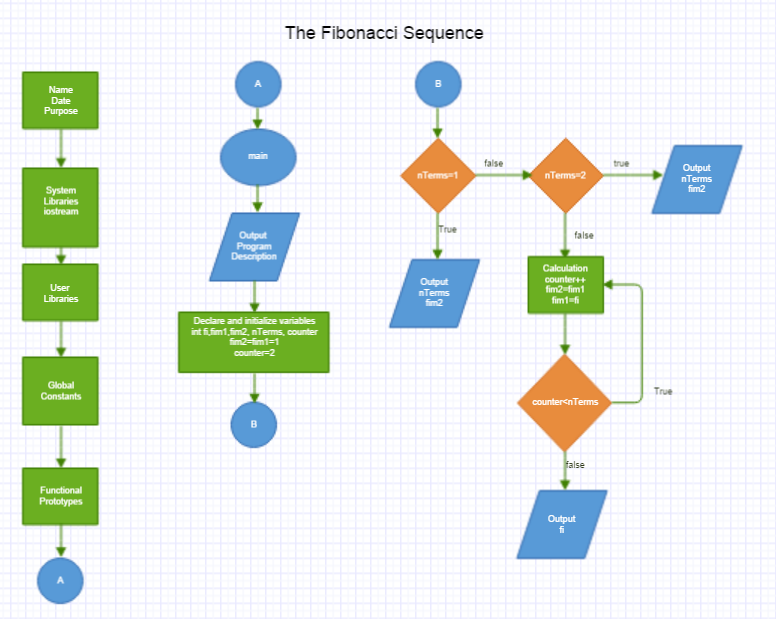 The Fibonacci Sequence
Name
Date
Purpose
System
Libraries
iostream
User
Libraries
Global
Constants
Functional
Prototypes
A
A
main
Output
Program
Description
Declare and initialize variables
int fi,fim1,fim2, nTerms, counter
fim2=fim1=1
counter=2
B
B
nTerms=1
false
True
Output
nTerms
fim2
nTerms=2
true
Output
nTerms
fim2
false
Calculation
counter++
fim2=fim1
fim1=fi
counter<nTerms
True
false
Output
fi